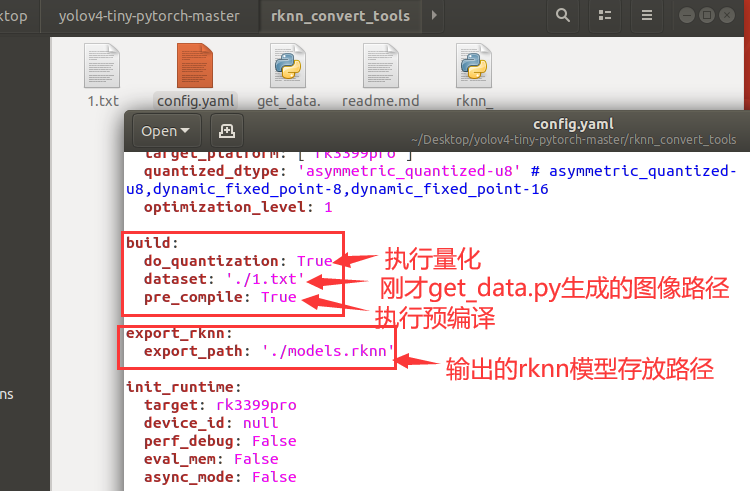 ktop
yolov4-tiny-pytorch-master
rknn_convert_tools
1.txt
config.yaml
get_data.
readme.md
rknn_
Open
config.yaml
~/Desktop/yolov4-tiny-pytorch-master/rknn_convert_tools
target_platform: ['rk3399pro']
quantized_dtype: 'asymmetric_quantized-u8' # asymmetric_quantized-
u8,dynamic_fixed_point-8,dynamic_fixed_point-16
optimization_level: 1
build:
do_quantization: True
执行量化
dataset: './1.txt'
刚才get_data.py生成的图像路径
pre_compile: True
执行预编译
export_rknn:
export_path: './models.rknn'
输出的rknn模型存放路径
init_runtime:
target: rk3399pro
device_id: null
ns
perf_debug: False
eval_mem: False
async_mode: False